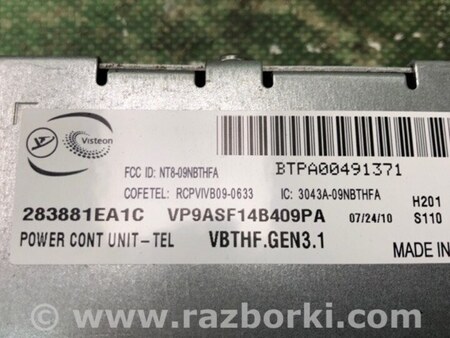 Visteon
FCC ID: NT8-09NBTHFA
BTPA00491371
COFETEL: RCPVIVB09-0633
IC: 3043A-09NBTHFA
H201
283881EA1C VP9ASF14B409PA 07/24/10 S110
POWER CONT UNIT-TEL VBTHF.GEN3.1
MADE IN
www.razborki.com